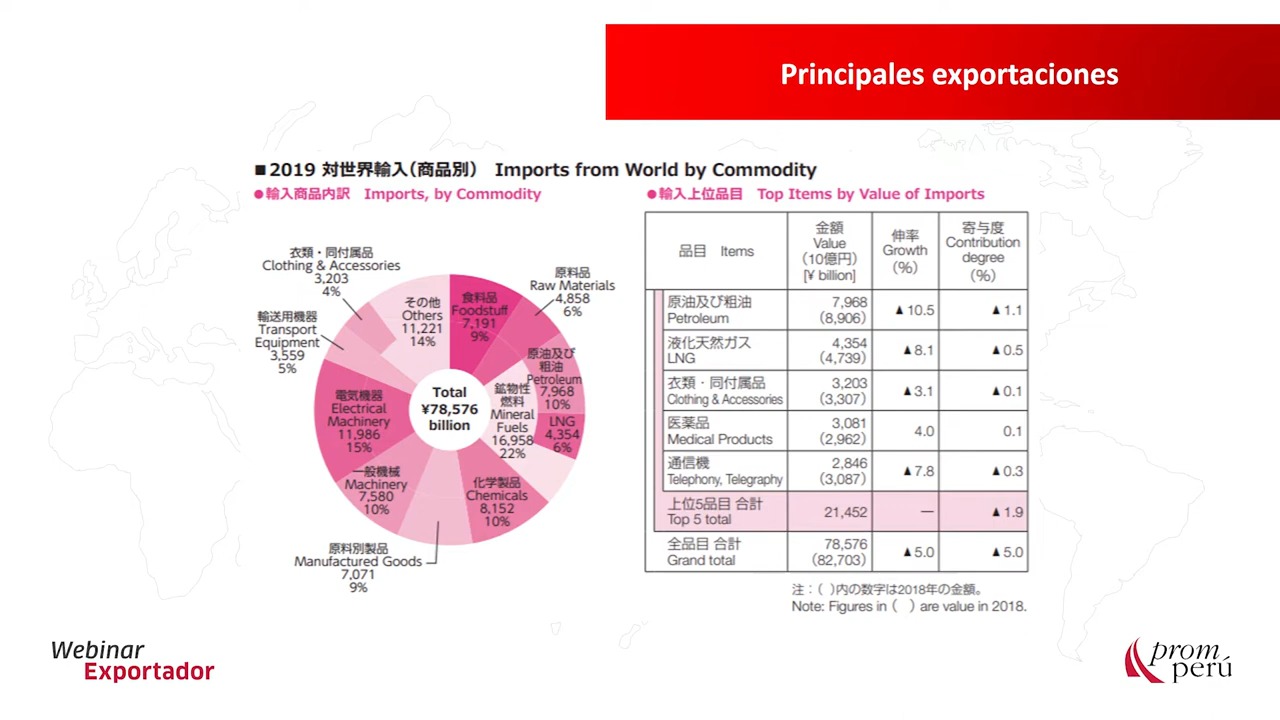 Principales exportaciones
■2019 対世界輸入（商品別） Imports from World by Commodity
●輸入商品内訳 Imports, by Commodity
衣類・同付属品
Clothing & Accessories
3,203
4%
輸送用機器
Transport
Equipment
3,559
5%
その他
Others
11,221
14%
食料品
Foodstuff
7,191
9%
原料品
Raw Materials
4,858
6%
原油及び
粗油
Petroleum
7,968
10%
鉱物性
燃料
Mineral
Fuels
16,958
22%
LNG
4,354
6%
電気機器
Electrical
Machinery
11,986
15%
Total
¥78,576
billion
一般機械
Machinery
7,580
10%
化学製品
Chemicals
8,152
10%
原料別製品
Manufactured Goods
7,071
9%
●輸入上位品目 Top Items by Value of Imports
品目 Items
金額
Value
（10億円）
[¥ billion]
伸率
Growth
（%）
寄与度
Contribution
degree
（%）
原油及び粗油
Petroleum
7,968
(8,906)
▲10.5
▲1.1
液化天然ガス
LNG
4,354
(4,739)
▲8.1
▲0.5
衣類・同付属品
Clothing & Accessories
3,203
(3,307)
▲3.1
▲0.1
医薬品
Medical Products
3,081
(2,962)
4.0
0.1
通信機
Telephony, Telegraphy
2,846
(3,087)
▲7.8
▲0.3
上位5品目 合計
Top 5 total
21,452
—
▲1.9
全品目 合計
Grand total
78,576
(82,703)
▲5.0
▲5.0
注：（ ）内の数字は2018年の金額。
Note: Figures in ( ) are value in 2018.
Webinar
Exportador
prom
perú